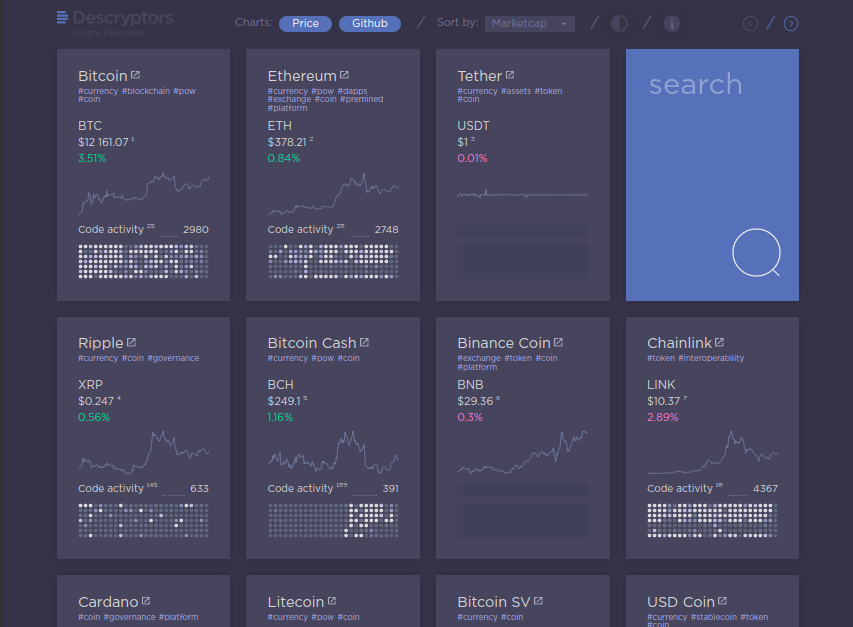 Descryptors
Crypto Described
Charts: Price Github / Sort by: Marketcap / / i /
Bitcoin
#currency #blockchain #pow
#coin
BTC
$12 161.07 1
3.51%
Code activity 25 2980
Ethereum
#currency #pow #dapps
#exchange #coin #premined
#platform
ETH
$378.21 2
0.84%
Code activity 28 2748
Tether
#currency #assets #token
#coin
USDT
$1 3
0.01%
search
Ripple
#currency #coin #governance
XRP
$0.247 4
0.56%
Code activity 145 633
Bitcoin Cash
#currency #pow #coin
BCH
$249.1 5
1.16%
Code activity 189 391
Binance Coin
#exchange #token #coin
#platform
BNB
$29.36 6
0.3%
Chainlink
#token #interoperability
LINK
$10.37 7
2.89%
Code activity 18 4367
Cardano
#coin #governance #platform
Litecoin
#currency #pow #coin
Bitcoin SV
#currency #coin
USD Coin
#currency #stablecoin #token
#coin